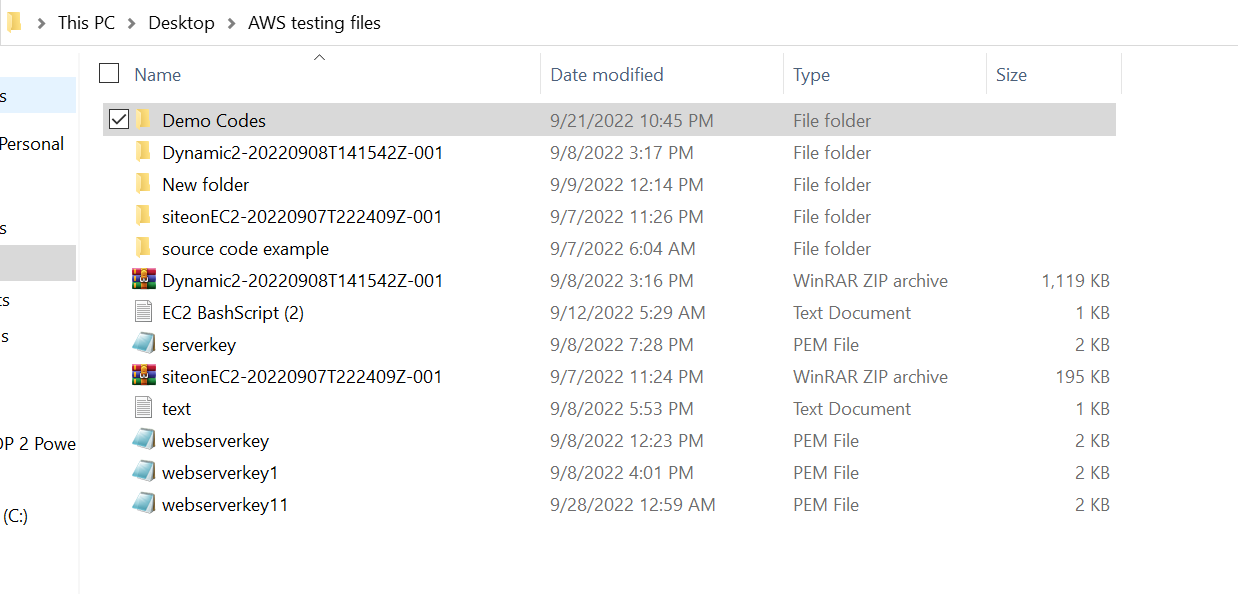 This PC > Desktop > AWS testing files
Name Date modified Type Size
s
Demo Codes 9/21/2022 10:45 PM File folder
Personal
Dynamic2-20220908T141542Z-001 9/8/2022 3:17 PM File folder
New folder 9/9/2022 12:14 PM File folder
siteonEC2-20220907T222409Z-001 9/7/2022 11:26 PM File folder
s
source code example 9/7/2022 6:04 AM File folder
Dynamic2-20220908T141542Z-001 9/8/2022 3:16 PM WinRAR ZIP archive 1,119 KB
ts
EC2 BashScript (2) 9/12/2022 5:29 AM Text Document 1 KB
s
serverkey 9/8/2022 7:28 PM PEM File 2 KB
siteonEC2-20220907T222409Z-001 9/7/2022 11:24 PM WinRAR ZIP archive 195 KB
text 9/8/2022 5:53 PM Text Document 1 KB
OP 2 Powe
webserverkey 9/8/2022 12:23 PM PEM File 2 KB
webserverkey1 9/8/2022 4:01 PM PEM File 2 KB
webserverkey11 9/28/2022 12:59 AM PEM File 2 KB
(C:)